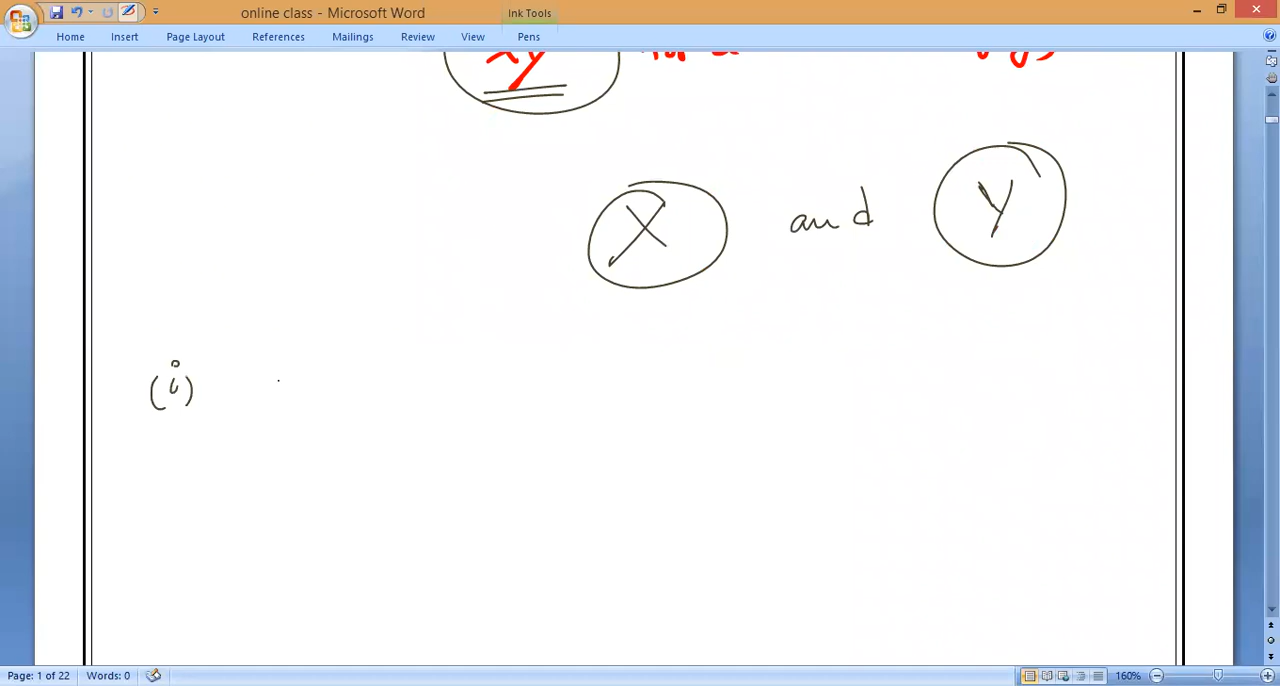 online class - Microsoft Word
Ink Tools
Home Insert Page Layout References Mailings Review View Pens
xy
X and Y
(i)
Page: 1 of 22 Words: 0 160%